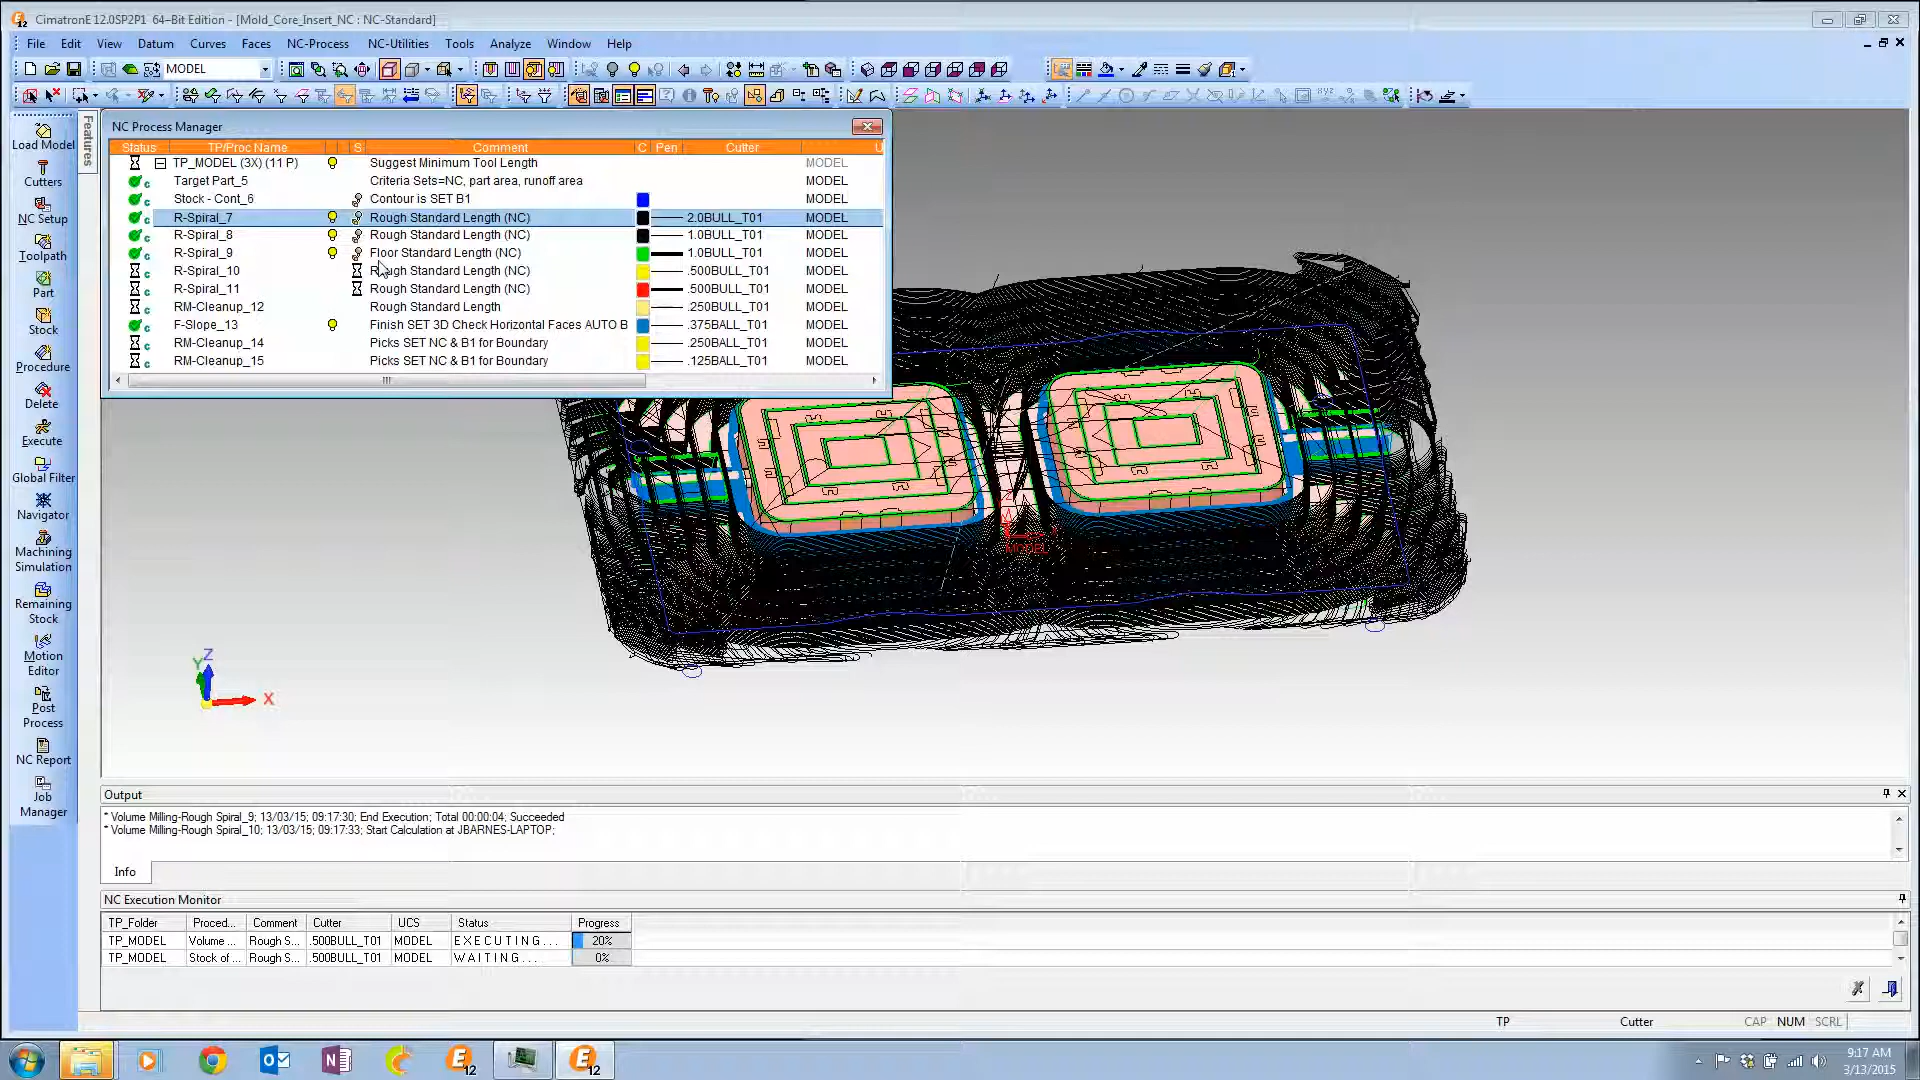 CimatronE 12.0SP2P1 64-Bit Edition - [Mold_Core_Insert_NC : NC-Standard]
File Edit View Datum Curves Faces NC-Process NC-Utilities Tools Analyze Window Help
MODEL
NC Process Manager
Status TP/Proc Name S Comment C Pen Cutter U
TP_MODEL (3X) (11 P) Suggest Minimum Tool Length MODEL
Target Part_5 Criteria Sets=NC, part area, runoff area MODEL
Stock - Cont_6 Contour is SET B1 MODEL
R-Spiral_7 Rough Standard Length (NC) 2.0BULL_T01 MODEL
R-Spiral_8 Rough Standard Length (NC) 1.0BULL_T01 MODEL
R-Spiral_9 Floor Standard Length (NC) 1.0BULL_T01 MODEL
R-Spiral_10 Rough Standard Length (NC) .500BULL_T01 MODEL
R-Spiral_11 Rough Standard Length (NC) .500BULL_T01 MODEL
RM-Cleanup_12 Rough Standard Length .250BULL_T01 MODEL
F-Slope_13 Finish SET 3D Check Horizontal Faces AUTO B .375BALL_T01 MODEL
RM-Cleanup_14 Picks SET NC & B1 for Boundary .250BALL_T01 MODEL
RM-Cleanup_15 Picks SET NC & B1 for Boundary .125BALL_T01 MODEL
Features
Load Model
Cutters
NC Setup
Toolpath
Part
Stock
Procedure
Delete
Execute
Global Filter
Navigator
Machining
Simulation
Remaining
Stock
Motion
Editor
Post
Process
NC Report
Job
Manager
MODEL
Z
Y
X
Output
* Volume Milling-Rough Spiral_9; 13/03/15; 09:17:30; End Execution; Total 00:00:04; Succeeded
* Volume Milling-Rough Spiral_10; 13/03/15; 09:17:33; Start Calculation at JBARNES-LAPTOP;
Info
NC Execution Monitor
TP_Folder Proced... Comment Cutter UCS Status Progress
TP_MODEL Volume ... Rough S... .500BULL_T01 MODEL EXECUTING... 20%
TP_MODEL Stock of ... Rough S... .500BULL_T01 MODEL WAITING... 0%
TP Cutter CAP NUM SCRL
9:17 AM
3/13/2015